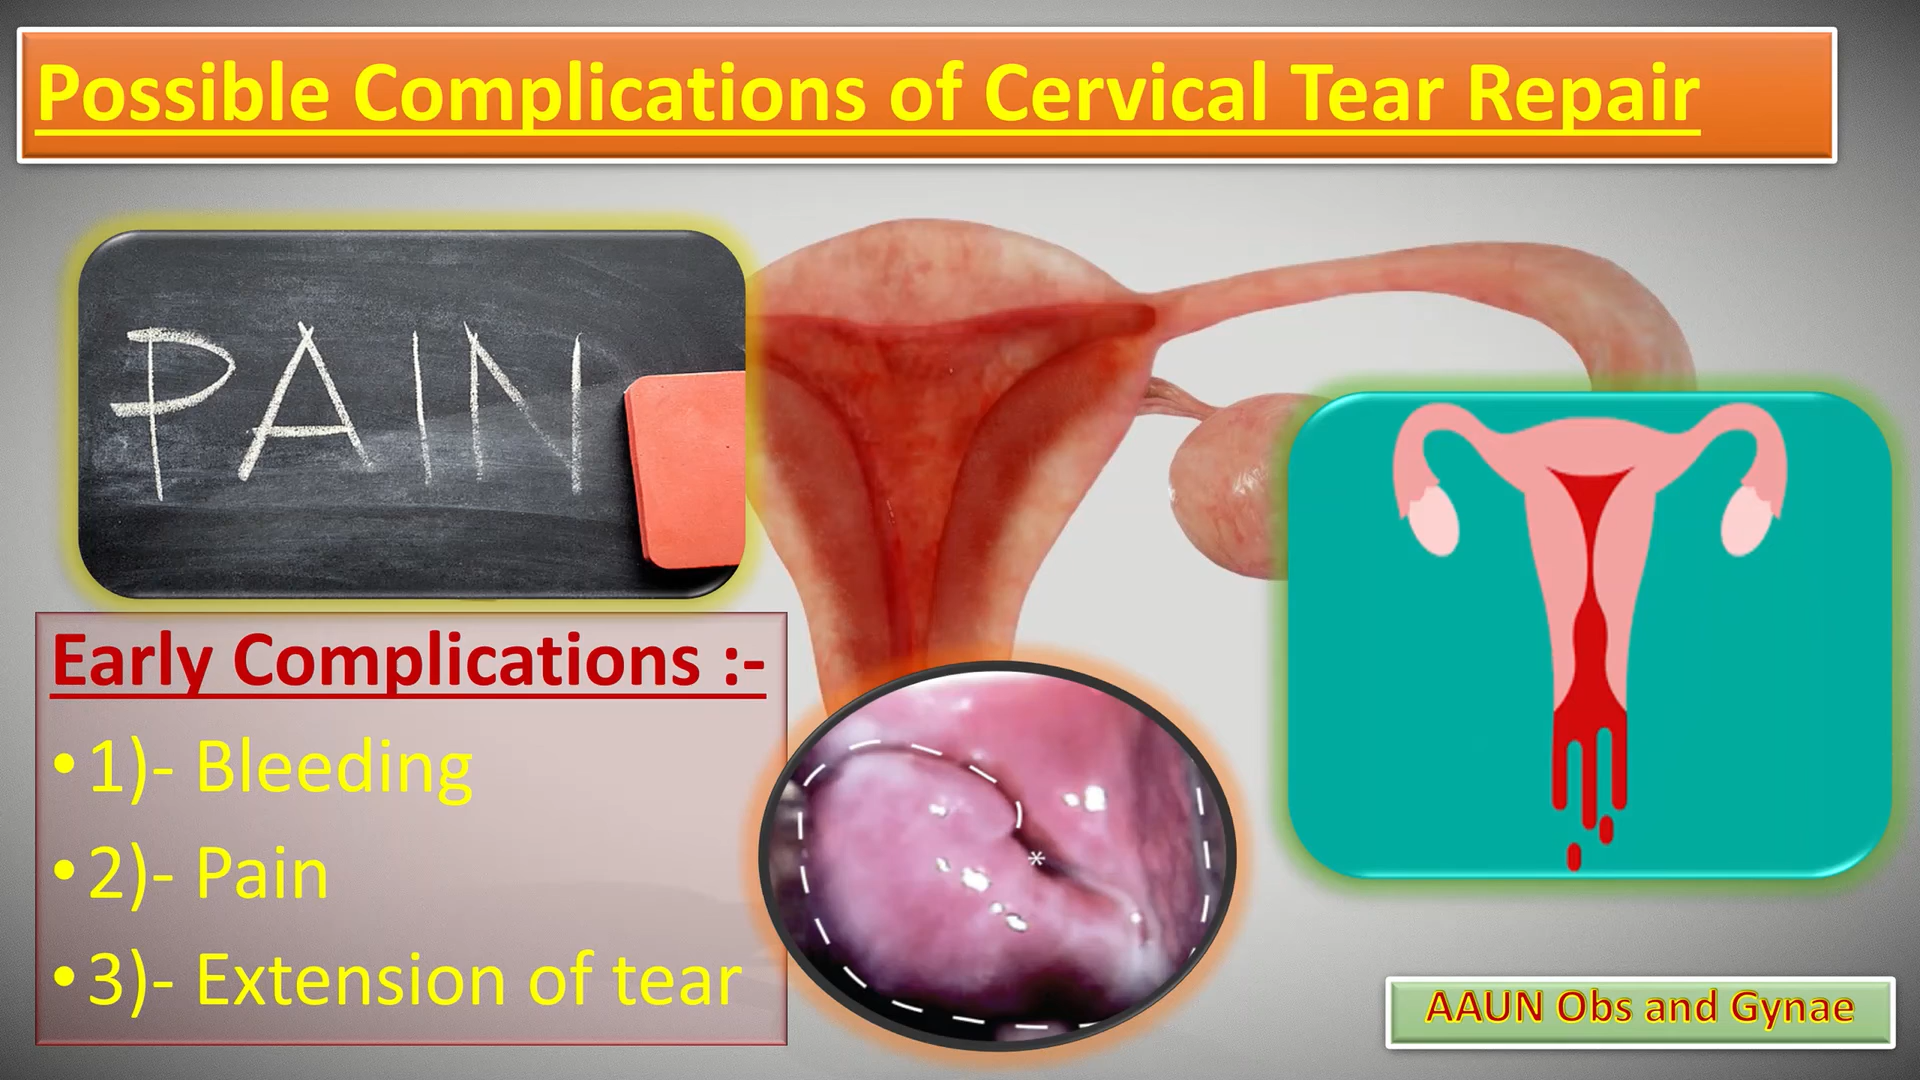 Possible Complications of Cervical Tear Repair
PAIN
Early Complications :-
• 1)- Bleeding
• 2)- Pain
• 3)- Extension of tear
*
AAUN Obs and Gynae